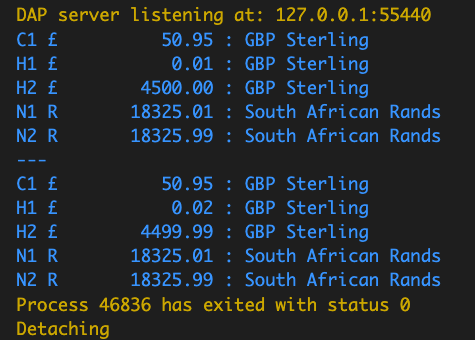 DAP server listening at: 127.0.0.1:55440
C1 £          50.95 : GBP Sterling
H1 £           0.01 : GBP Sterling
H2 £        4500.00 : GBP Sterling
N1 R       18325.01 : South African Rands
N2 R       18325.99 : South African Rands
---
C1 £          50.95 : GBP Sterling
H1 £           0.02 : GBP Sterling
H2 £        4499.99 : GBP Sterling
N1 R       18325.01 : South African Rands
N2 R       18325.99 : South African Rands
Process 46836 has exited with status 0
Detaching